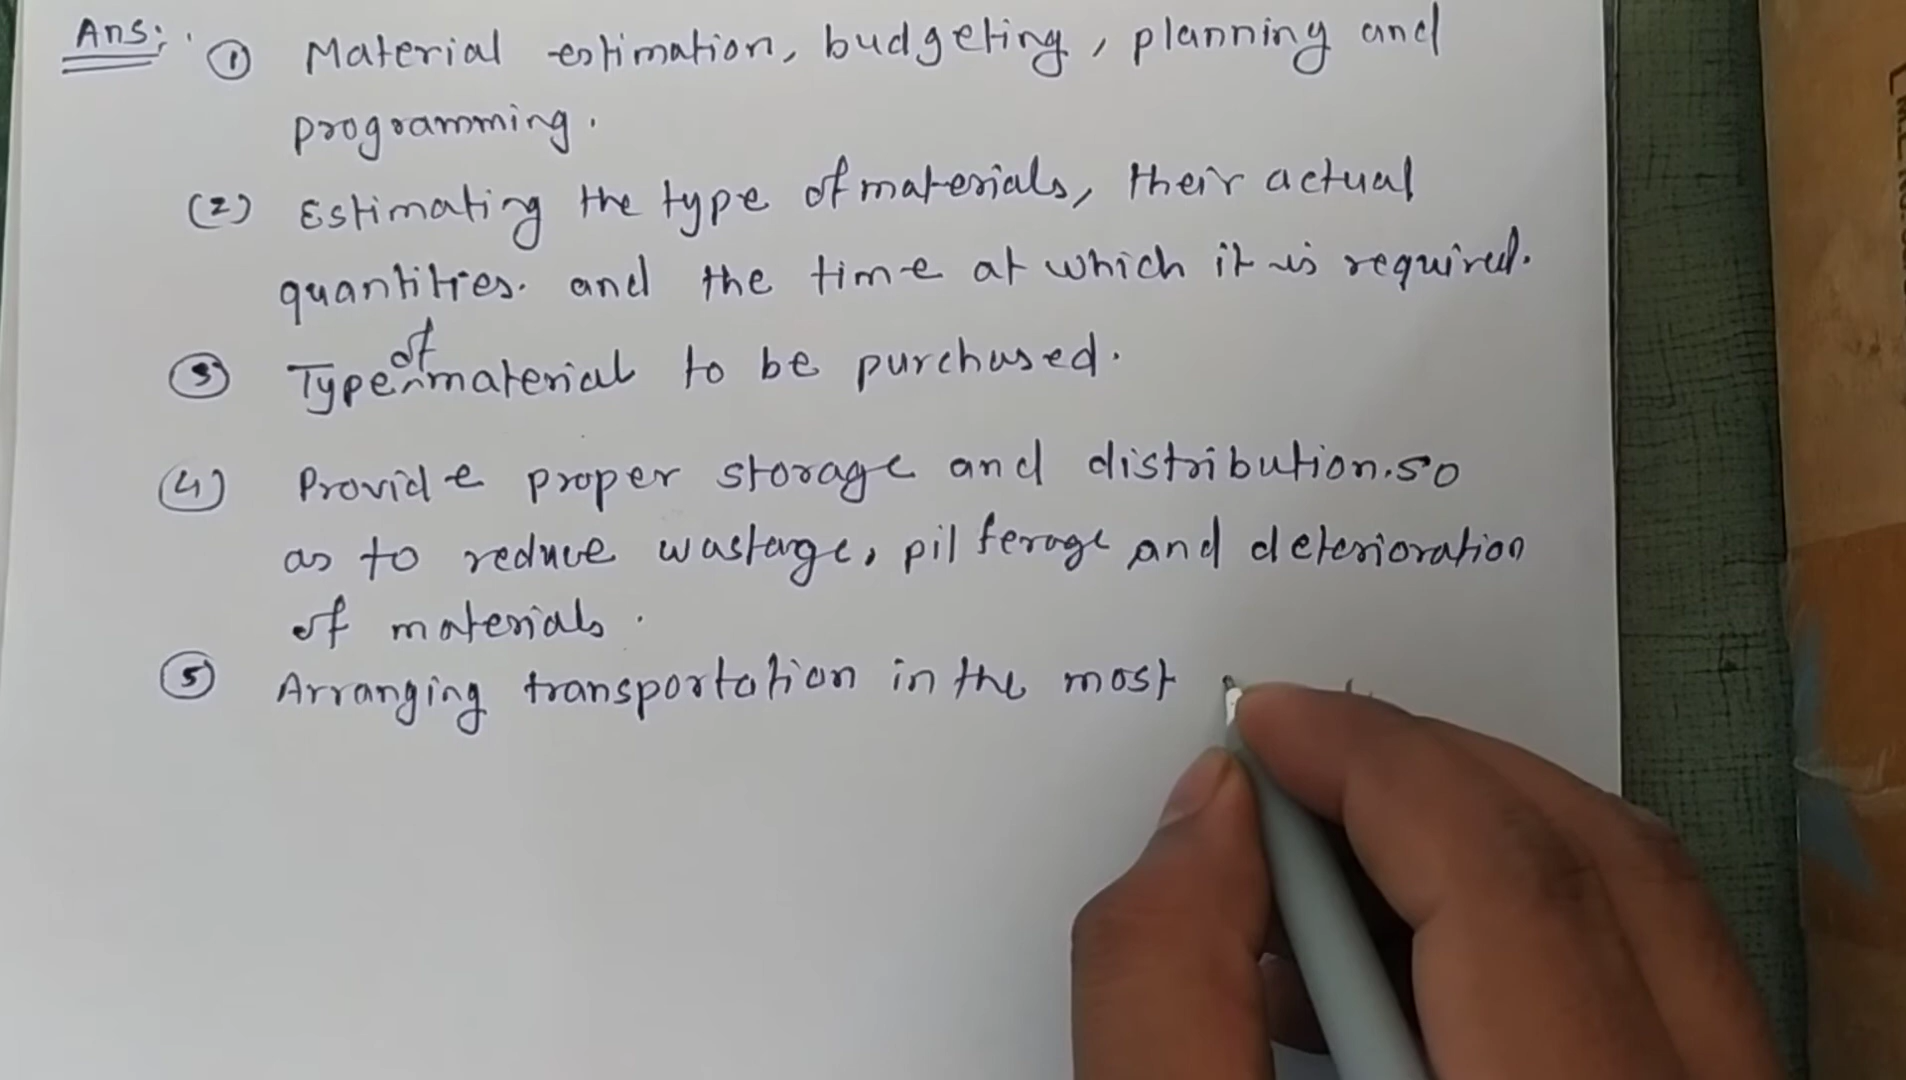 Ans:
① Material estimation, budgeting, planning and
programming.
(2) Estimating the type of materials, their actual
quantities. and the time at which it is required.
③ Type of material to be purchased.
(4) Provide proper storage and distribution. so
as to reduce wastage, pilferage and deterioration
of materials.
⑤ Arranging transportation in the most